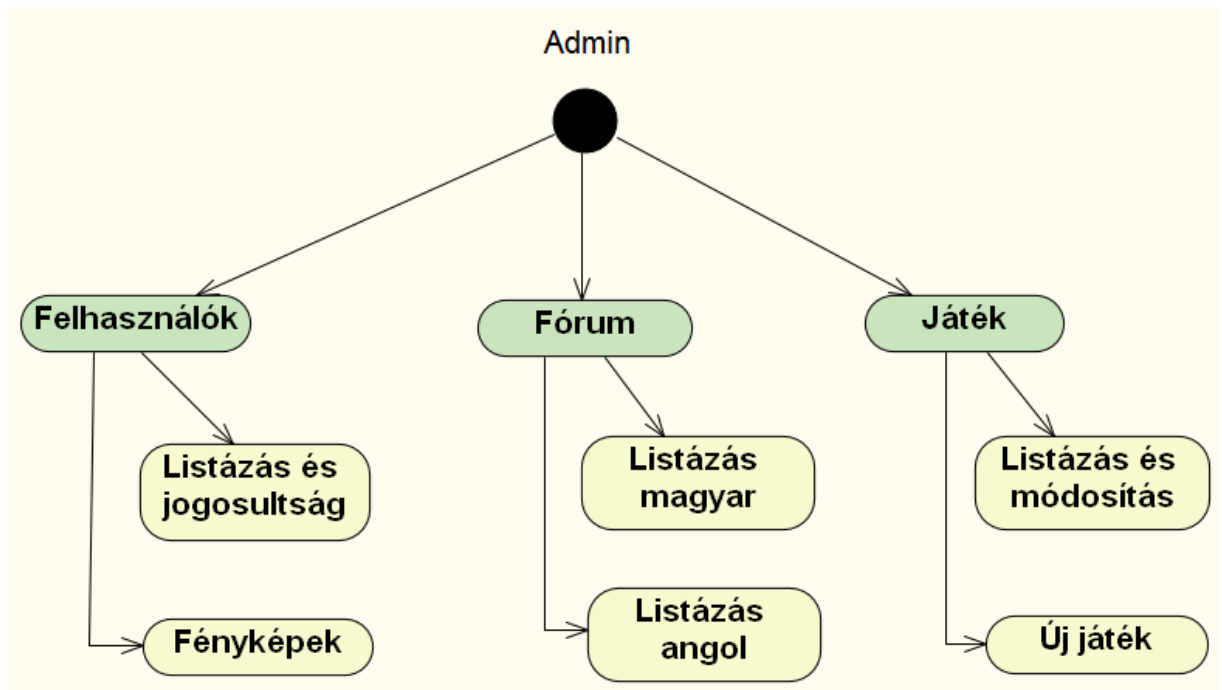 Admin
Felhasználók
Fórum
Játék
Listázás és
jogosultság
Listázás
magyar
Listázás és
módosítás
Fényképek
Listázás
angol
Új játék